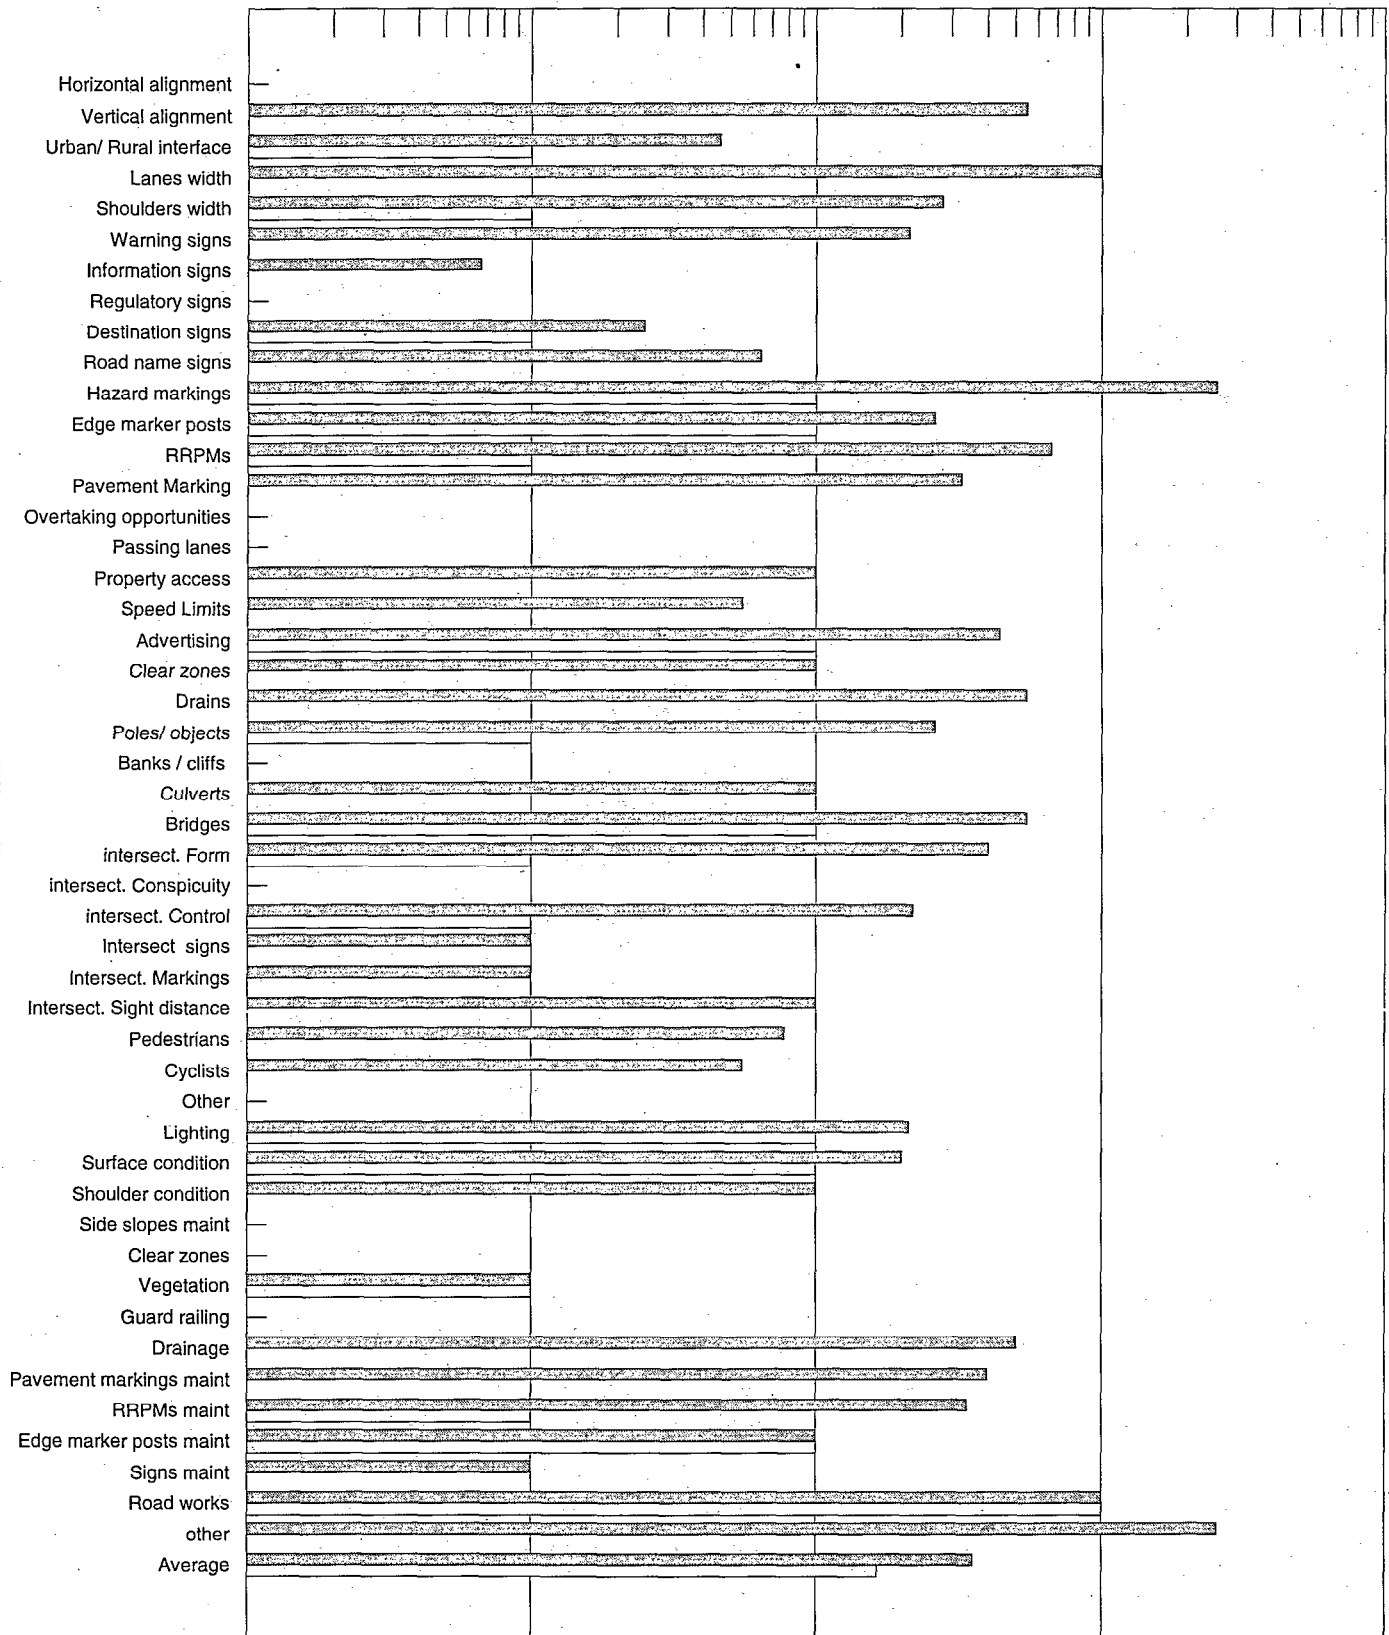 Horizontal alignment
Vertical alignment
Urban/ Rural interface
Lanes width
Shoulders width
Warning signs
Information signs
Regulatory signs
Destination signs
Road name signs
Hazard markings
Edge marker posts
RRPMs
Pavement Marking
Overtaking opportunities
Passing lanes
Property access
Speed Limits
Advertising
Clear zones
Drains
Poles/ objects
Banks / cliffs
Culverts
Bridges
intersect. Form
intersect. Conspicuity
intersect. Control
Intersect signs
Intersect. Markings
Intersect. Sight distance
Pedestrians
Cyclists
Other
Lighting
Surface condition
Shoulder condition
Side slopes maint
Clear zones
Vegetation
Guard railing
Drainage
Pavement markings maint
RRPMs maint
Edge marker posts maint
Signs maint
Road works
other
Average